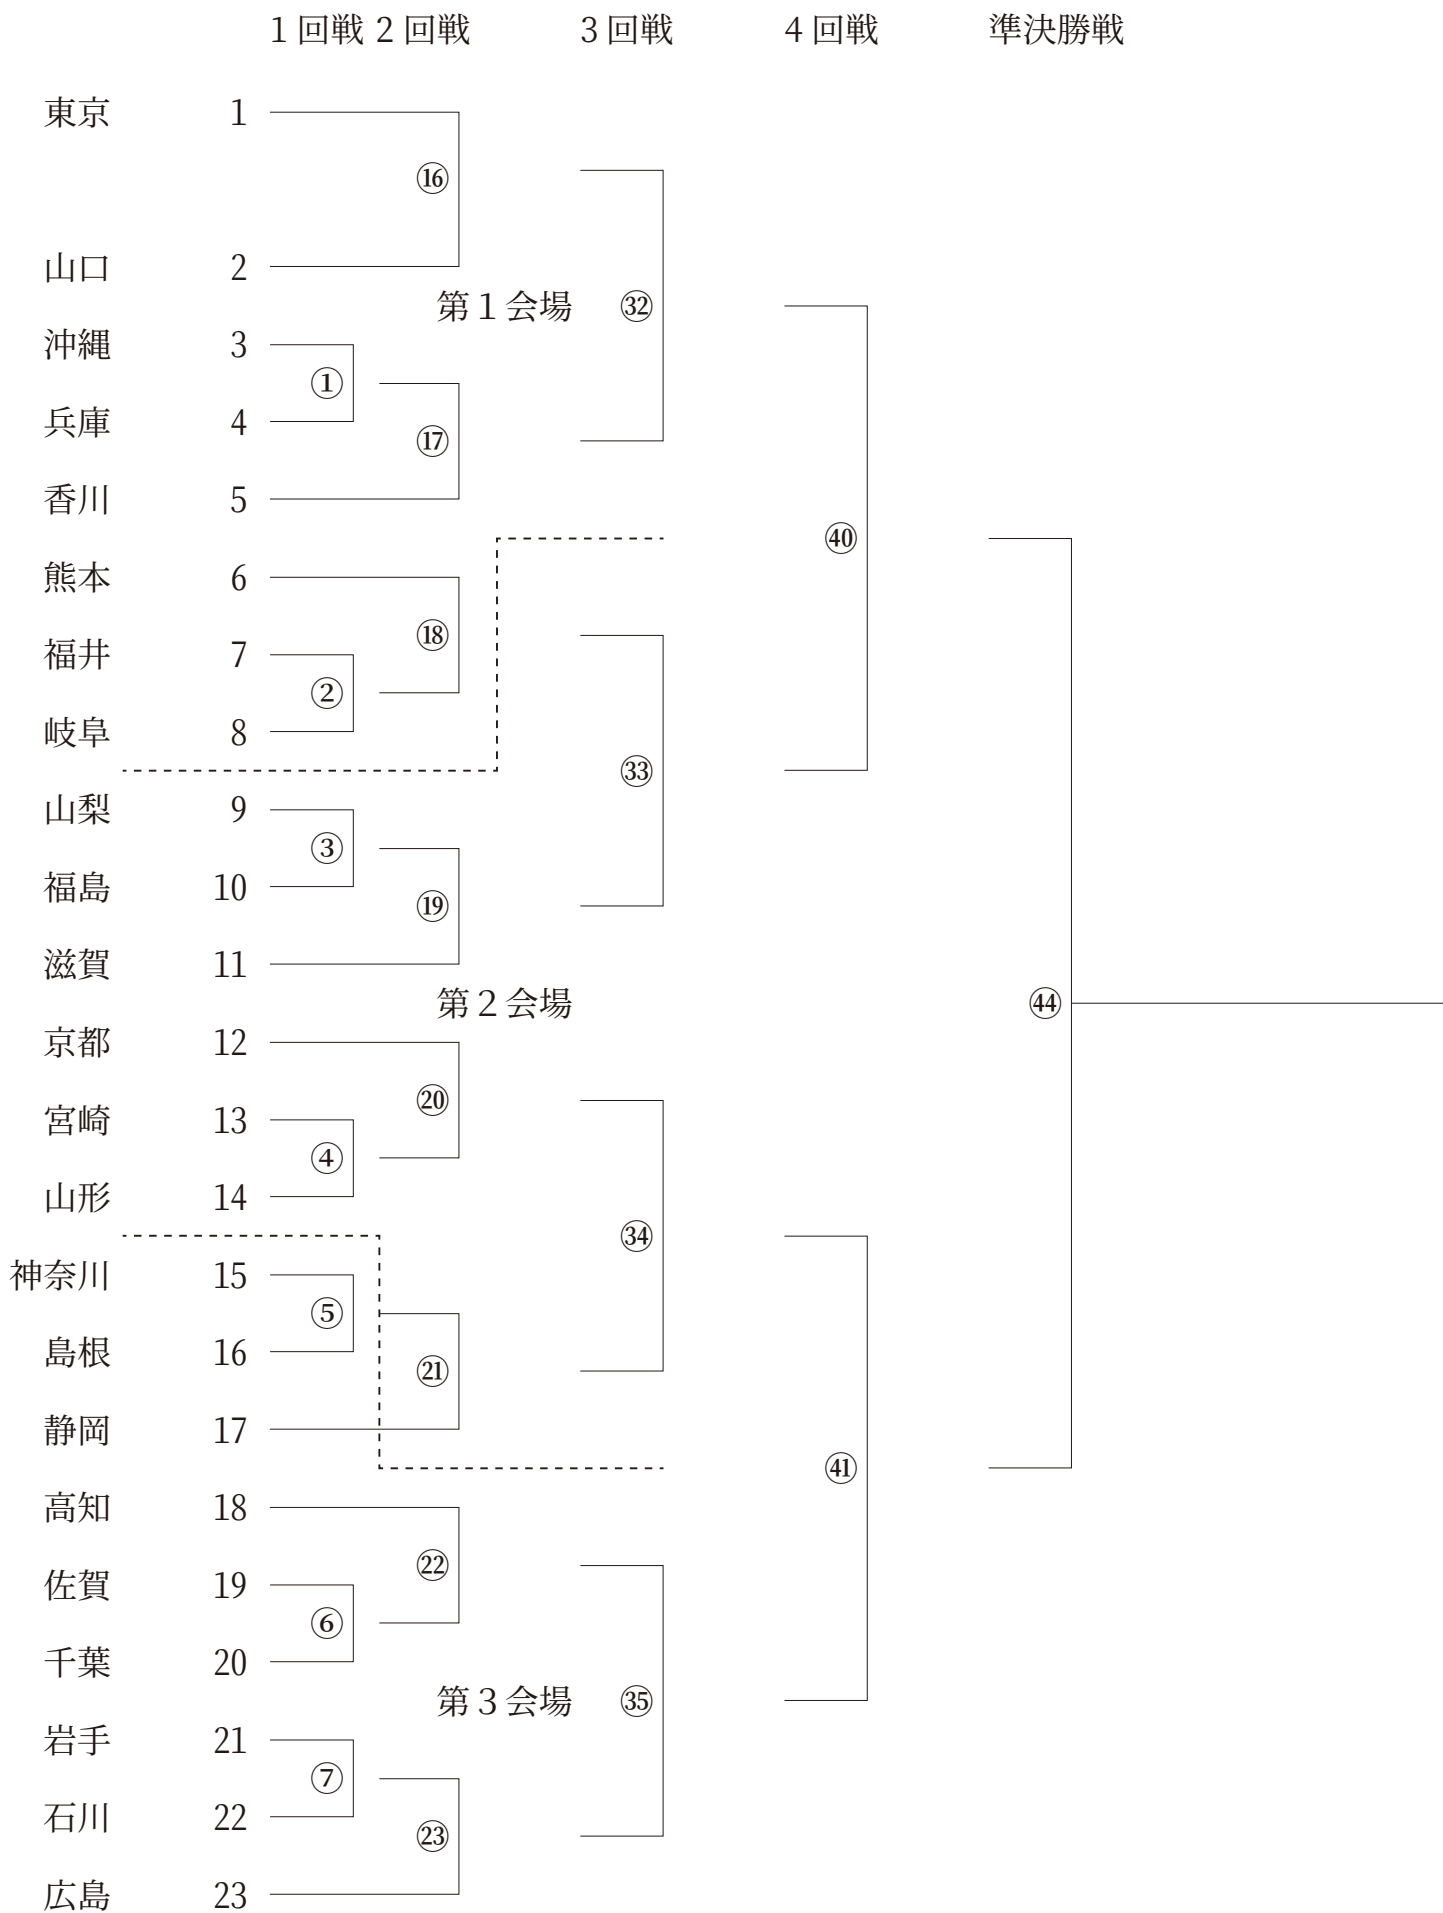 1回戦 2回戦 3回戦 4回戦 準決勝戦
東京 1
⑯
山口 2
第1会場 ㉜
沖縄 3
①
兵庫 4
⑰
香川 5
㊵
熊本 6
⑱
福井 7
②
岐阜 8
㉝
山梨 9
③
福島 10
⑲
滋賀 11
第2会場 ㊹
京都 12
⑳
宮崎 13
④
山形 14
㉞
神奈川 15
⑤
島根 16
㉑
静岡 17
㊶
高知 18
㉒
佐賀 19
⑥
千葉 20
第3会場 ㉟
岩手 21
⑦
石川 22
㉓
広島 23